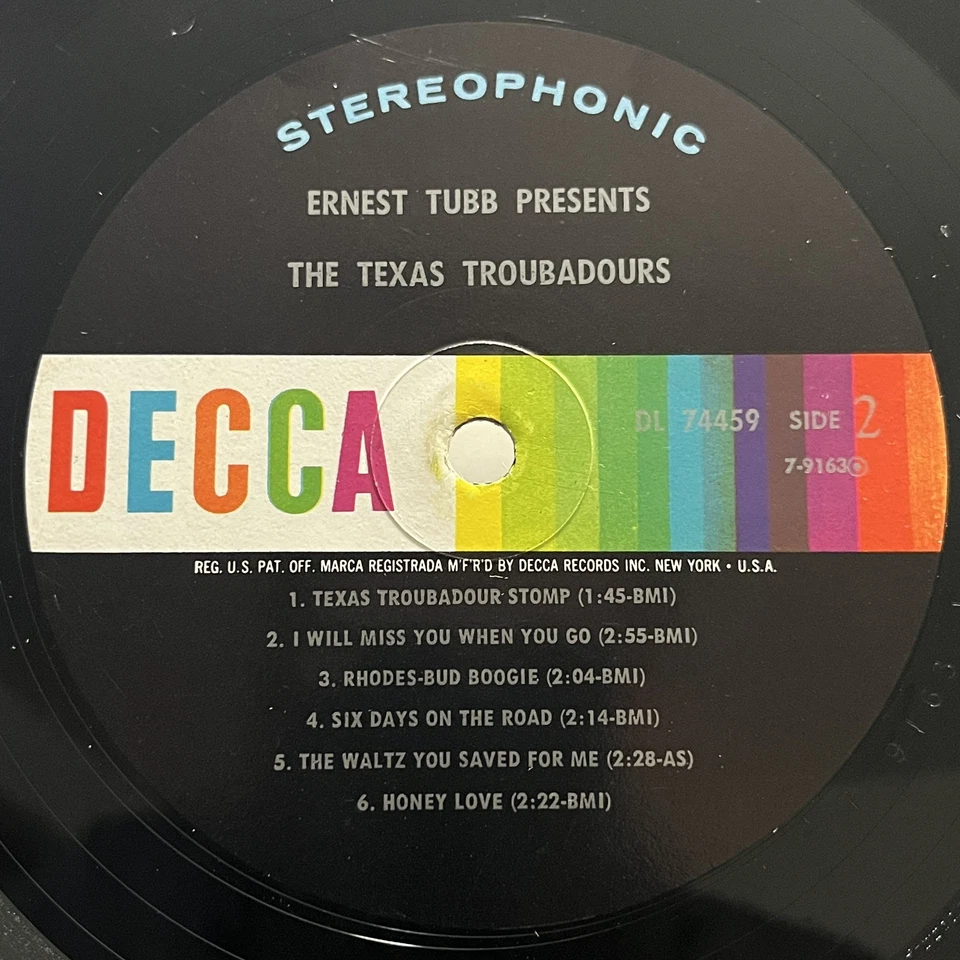 STEREOPHONIC
ERNEST TUBB PRESENTS
THE TEXAS TROUBADOURS
DECCA
DL 74459 SIDE 2
7-9163
REG. U.S. PAT. OFF. MARCA REGISTRADA M'F'R'D BY DECCA RECORDS INC. NEW YORK • U.S.A.
1. TEXAS TROUBADOUR STOMP (1:45-BMI)
2. I WILL MISS YOU WHEN YOU GO (2:55-BMI)
3. RHODES-BUD BOOGIE (2:04-BMI)
4. SIX DAYS ON THE ROAD (2:14-BMI)
5. THE WALTZ YOU SAVED FOR ME (2:28-AS)
6. HONEY LOVE (2:22-BMI)